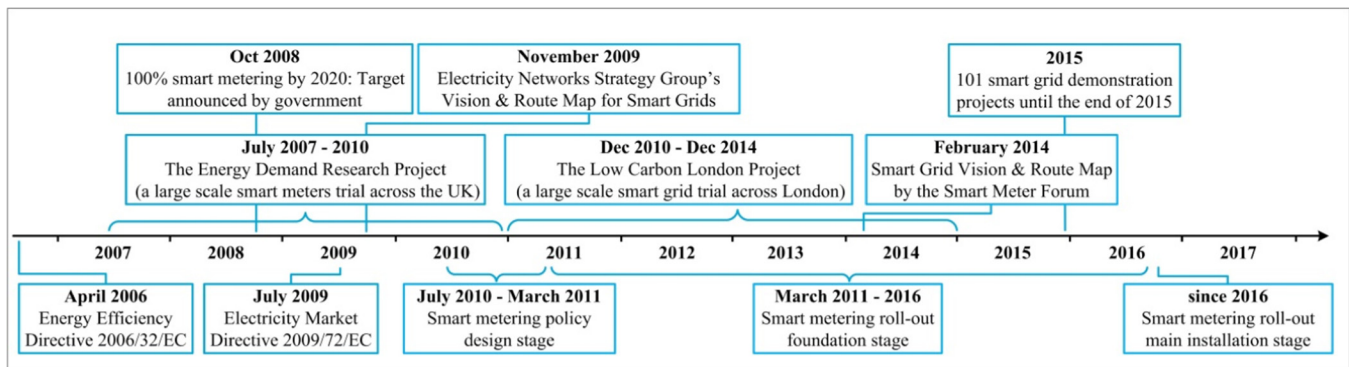 Oct 2008
100% smart metering by 2020: Target
announced by government
November 2009
Electricity Networks Strategy Group's
Vision & Route Map for Smart Grids
2015
101 smart grid demonstration
projects until the end of 2015
July 2007 - 2010
The Energy Demand Research Project
(a large scale smart meters trial across the UK)
Dec 2010 - Dec 2014
The Low Carbon London Project
(a large scale smart grid trial across London)
February 2014
Smart Grid Vision & Route Map
by the Smart Meter Forum
2007 2008 2009 2010 2011 2012 2013 2014 2015 2016 2017
April 2006
Energy Efficiency
Directive 2006/32/EC
July 2009
Electricity Market
Directive 2009/72/EC
July 2010 - March 2011
Smart metering policy
design stage
March 2011 - 2016
Smart metering roll-out
foundation stage
since 2016
Smart metering roll-out
main installation stage